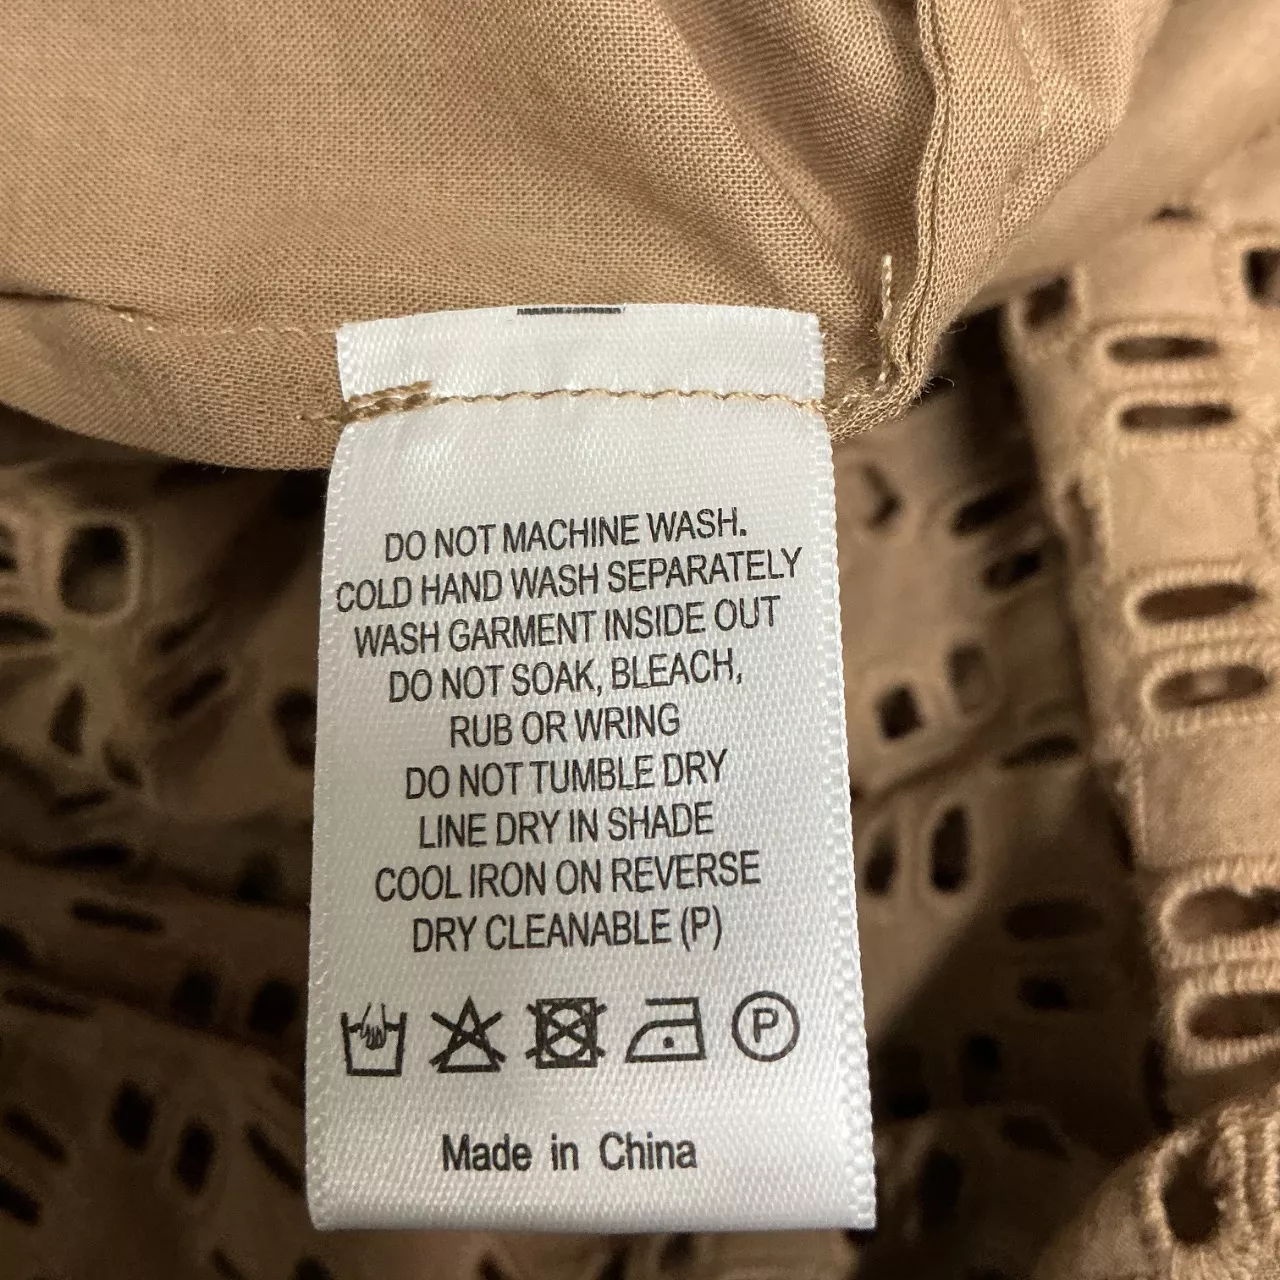 DO NOT MACHINE WASH.
COLD HAND WASH SEPARATELY
WASH GARMENT INSIDE OUT
DO NOT SOAK, BLEACH,
RUB OR WRING
DO NOT TUMBLE DRY
LINE DRY IN SHADE
COOL IRON ON REVERSE
DRY CLEANABLE (P)
P
Made in China